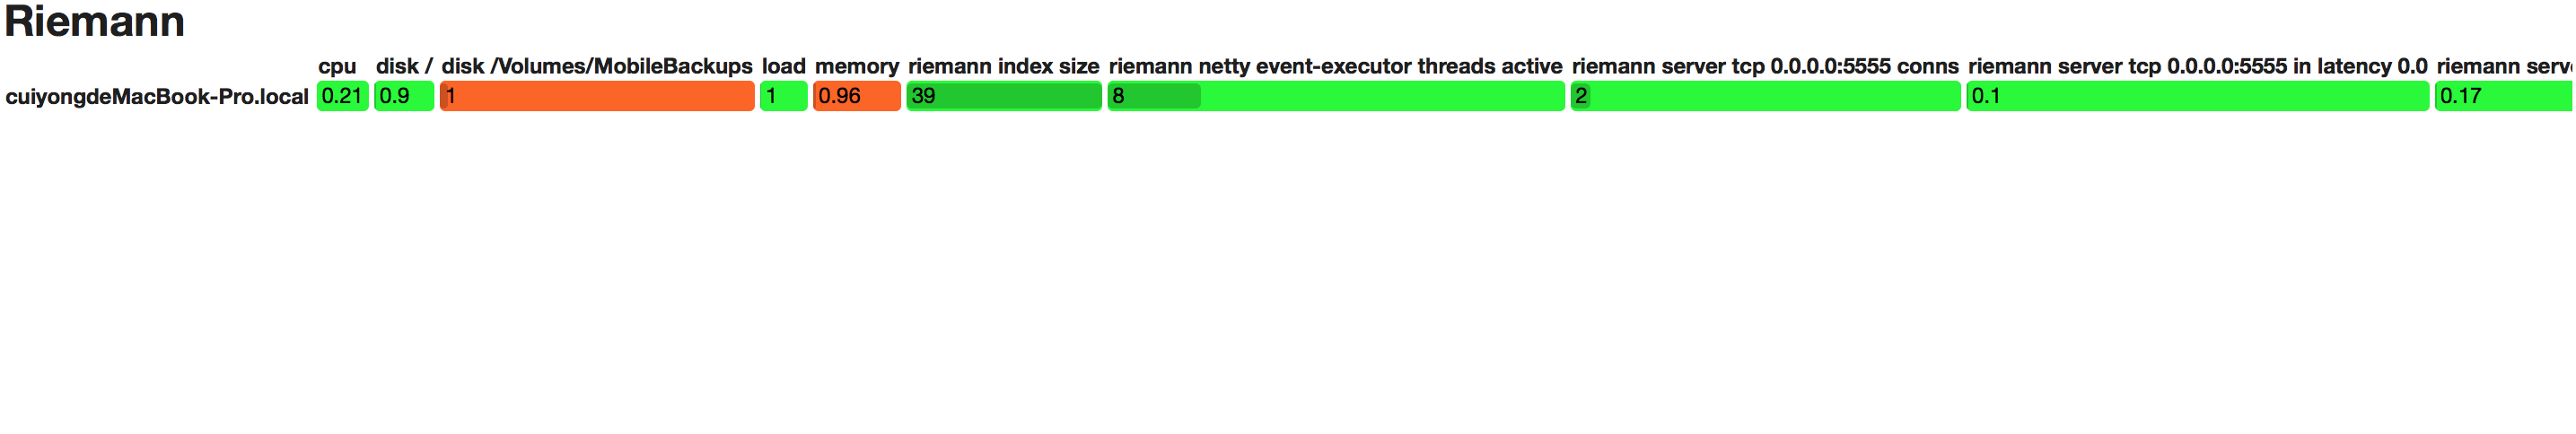 Riemann
cpu disk / disk /Volumes/MobileBackups load memory riemann index size riemann netty event-executor threads active riemann server tcp 0.0.0.0:5555 conns riemann server tcp 0.0.0.0:5555 in latency 0.0 riemann
cuiyongdeMacBook-Pro.local 0.21 0.9 1 1 0.96 39 8 2 0.1 0.17